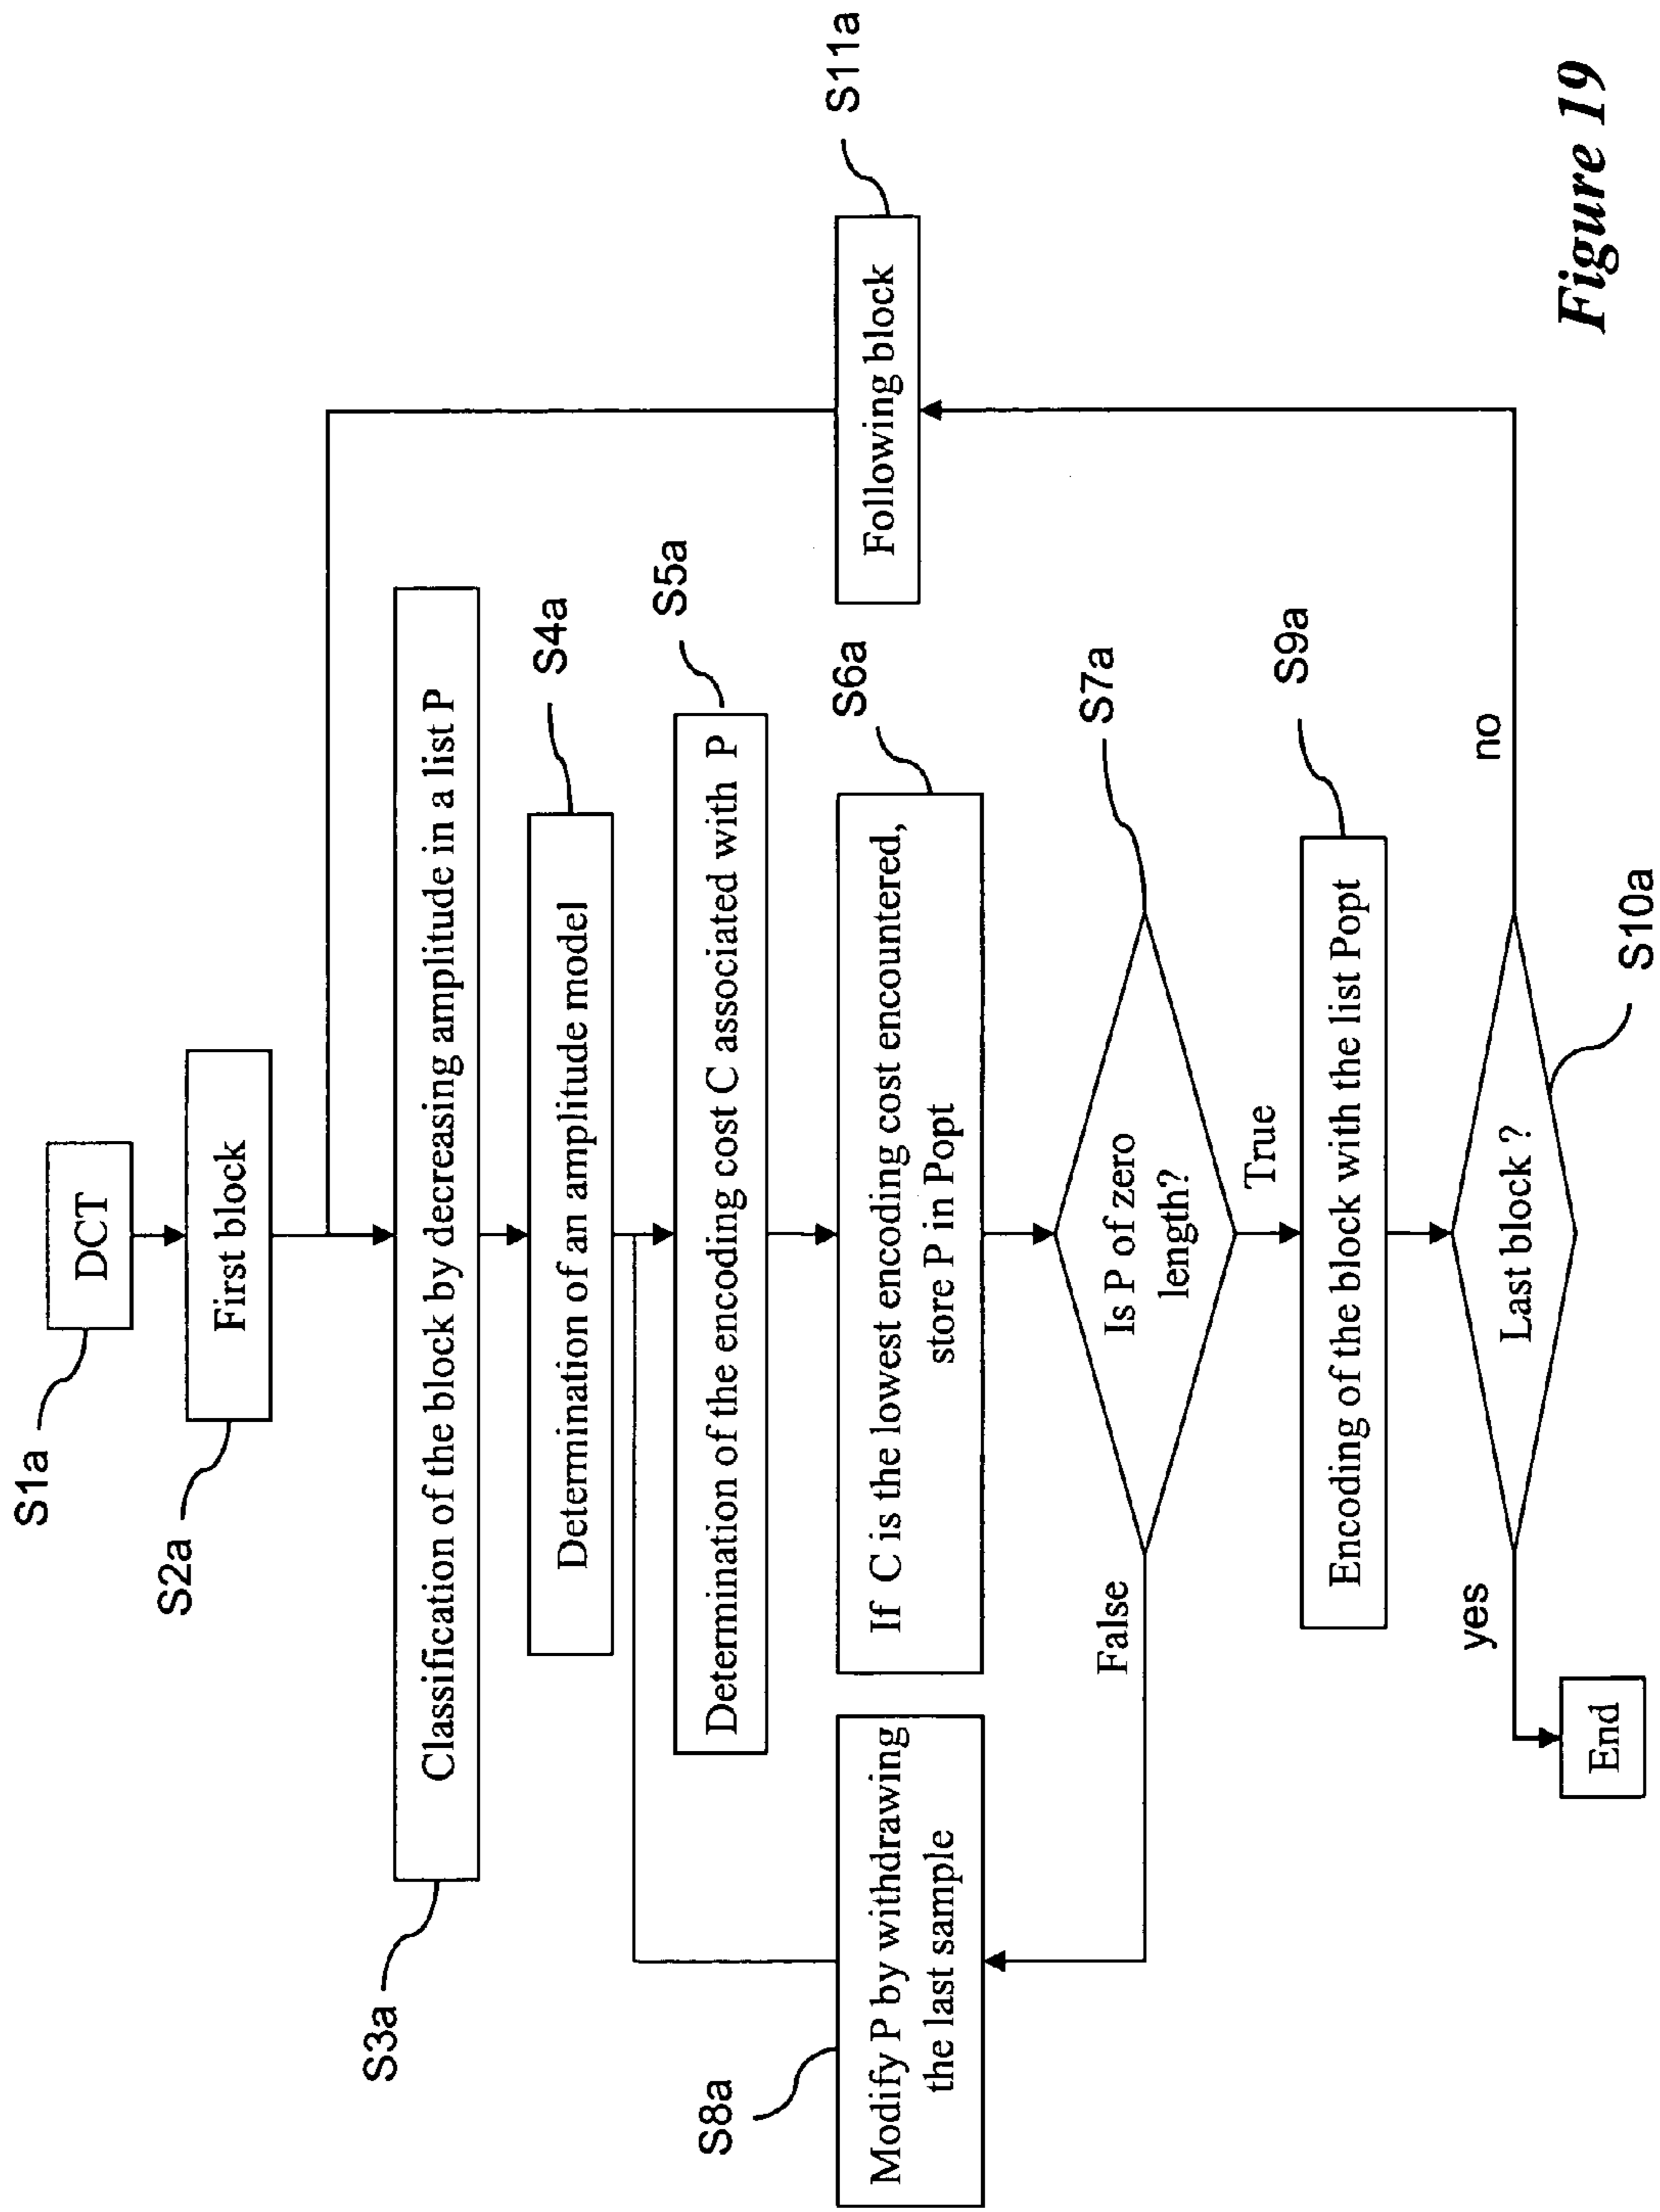 S1a
DCT
S2a
First block
S3a
Classification of the block by decreasing amplitude in a list P
S4a
Determination of an amplitude model
S5a
Determination of the encoding cost C associated with P
S8a
Modify P by withdrawing
the last sample
S6a
If C is the lowest encoding cost encountered,
store P in Popt
S11a
Following block
S7a
Is P of zero
length?
False
True
S9a
Encoding of the block with the list Popt
yes
Last block ?
no
S10a
End
Figure 19